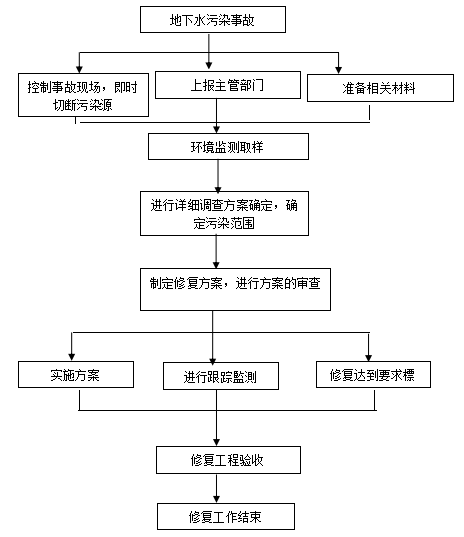 地下水污染事故
控制事故现场，即时
切断污染源
上报主管部门
准备相关材料
环境监测取样
进行详细调查方案确定，确
定污染范围
制定修复方案，进行方案的审查
实施方案
进行跟踪監測
修复达到要求標
修复工程验收
修复工作结束